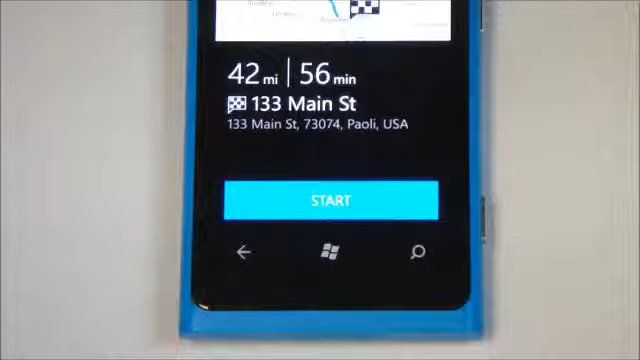 42 mi | 56 min
133 Main St
133 Main St, 73074, Paoli, USA
START